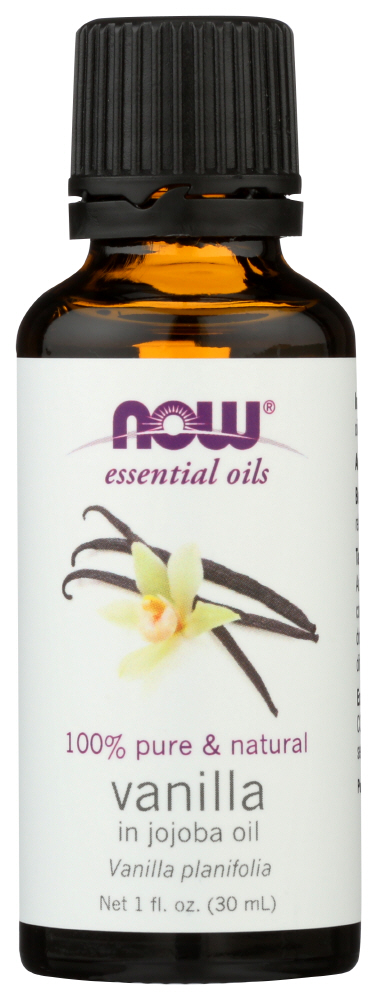 NOW®
essential oils
100% pure & natural
vanilla
in jojoba oil
Vanilla planifolia
Net 1 fl. oz. (30 mL)